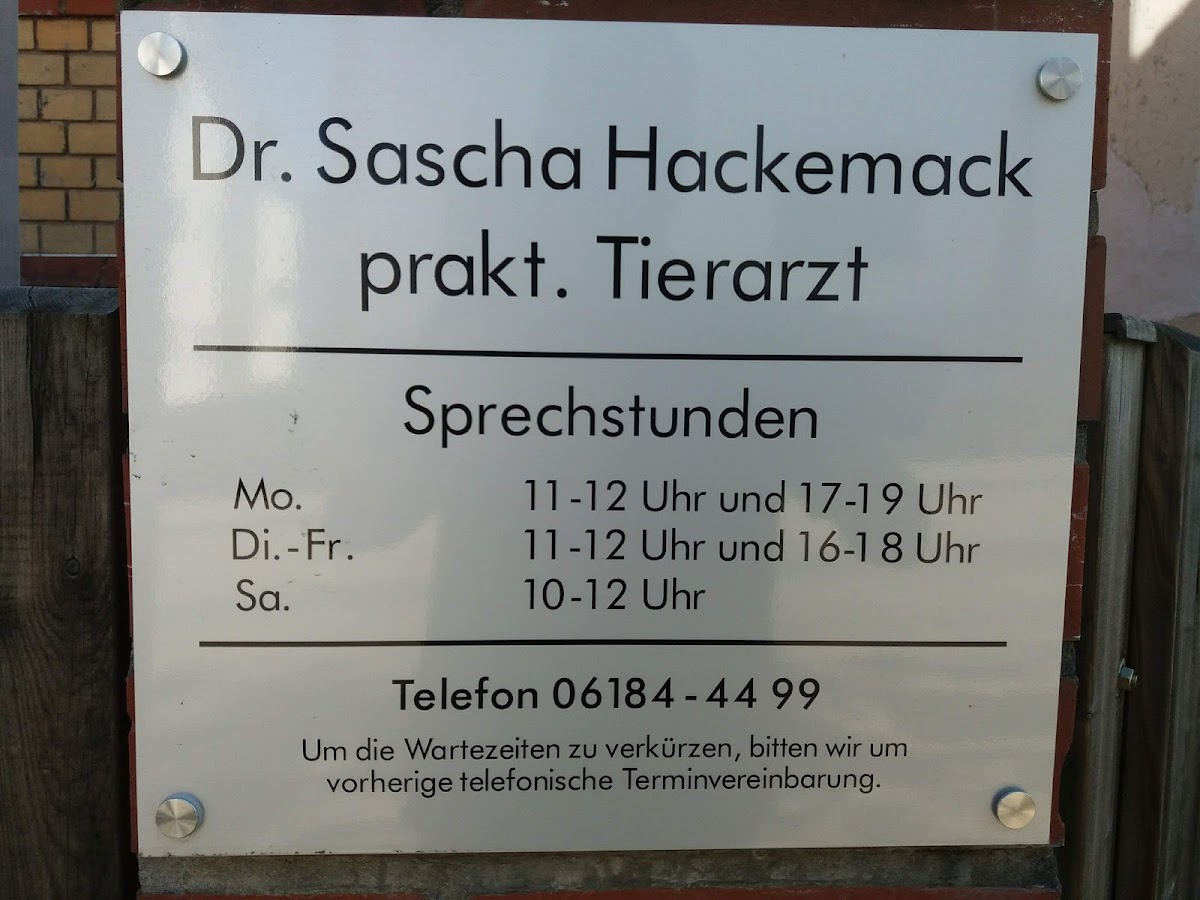 Dr. Sascha Hackemack
prakt. Tierarzt
Sprechstunden
Mo. 11-12 Uhr und 17-19 Uhr
Di.-Fr. 11-12 Uhr und 16-18 Uhr
Sa. 10-12 Uhr
Telefon 06184-44 99
Um die Wartezeiten zu verkürzen, bitten wir um
vorherige telefonische Terminvereinbarung.